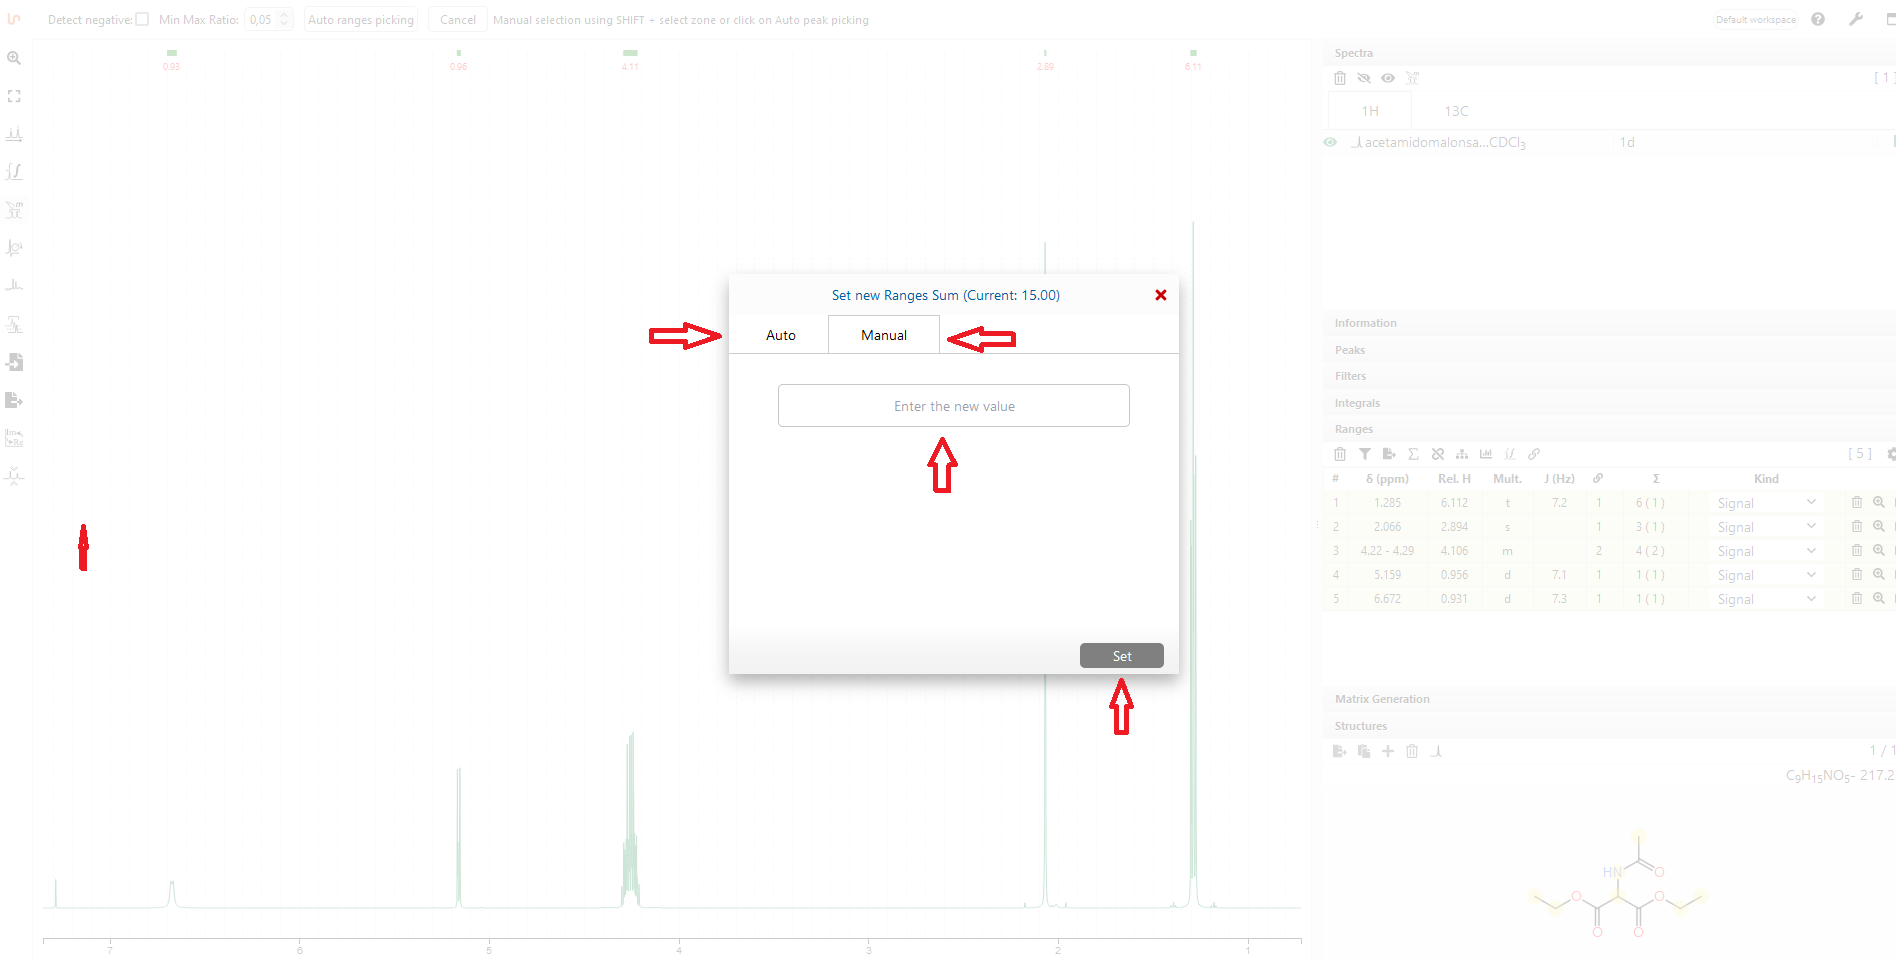 Detect negative: Min Max Ratio: 0,05 Auto ranges picking Cancel Manual selection using SHIFT + select zone or click on Auto peak picking Default workspace
0.93 0.96 4.11 2.89 6.11
Set new Ranges Sum (Current: 15.00)
Auto Manual
Enter the new value
Set
7 6 5 4 3 2 1
Spectra
[ 1 ]
1H 13C
acetamidomalonsa...CDCl3 1d
Information
Peaks
Filters
Integrals
Ranges
Σ [ 5 ]
# δ (ppm) Rel. H Mult. J (Hz) Σ Kind
1 1.285 6.112 t 7.2 1 6 ( 1 ) Signal
2 2.066 2.894 s 1 3 ( 1 ) Signal
3 4.22 - 4.29 4.106 m 2 4 ( 2 ) Signal
4 5.159 0.956 d 7.1 1 1 ( 1 ) Signal
5 6.672 0.931 d 7.3 1 1 ( 1 ) Signal
Matrix Generation
Structures
1 / 1
C9H15NO5- 217.2
HN O
O O
O O